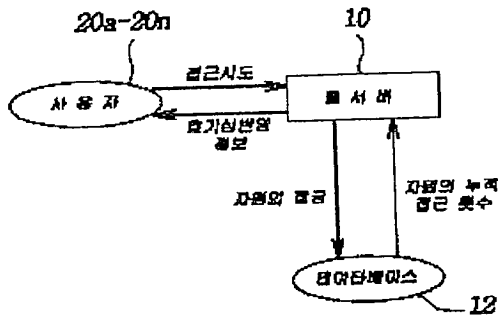 20a-20n
10
접근시도
사 용 자
웹 서 버
호기심반영
정보
자원의 접근
자원의 누적
접근 횟수
데이타베이스
12